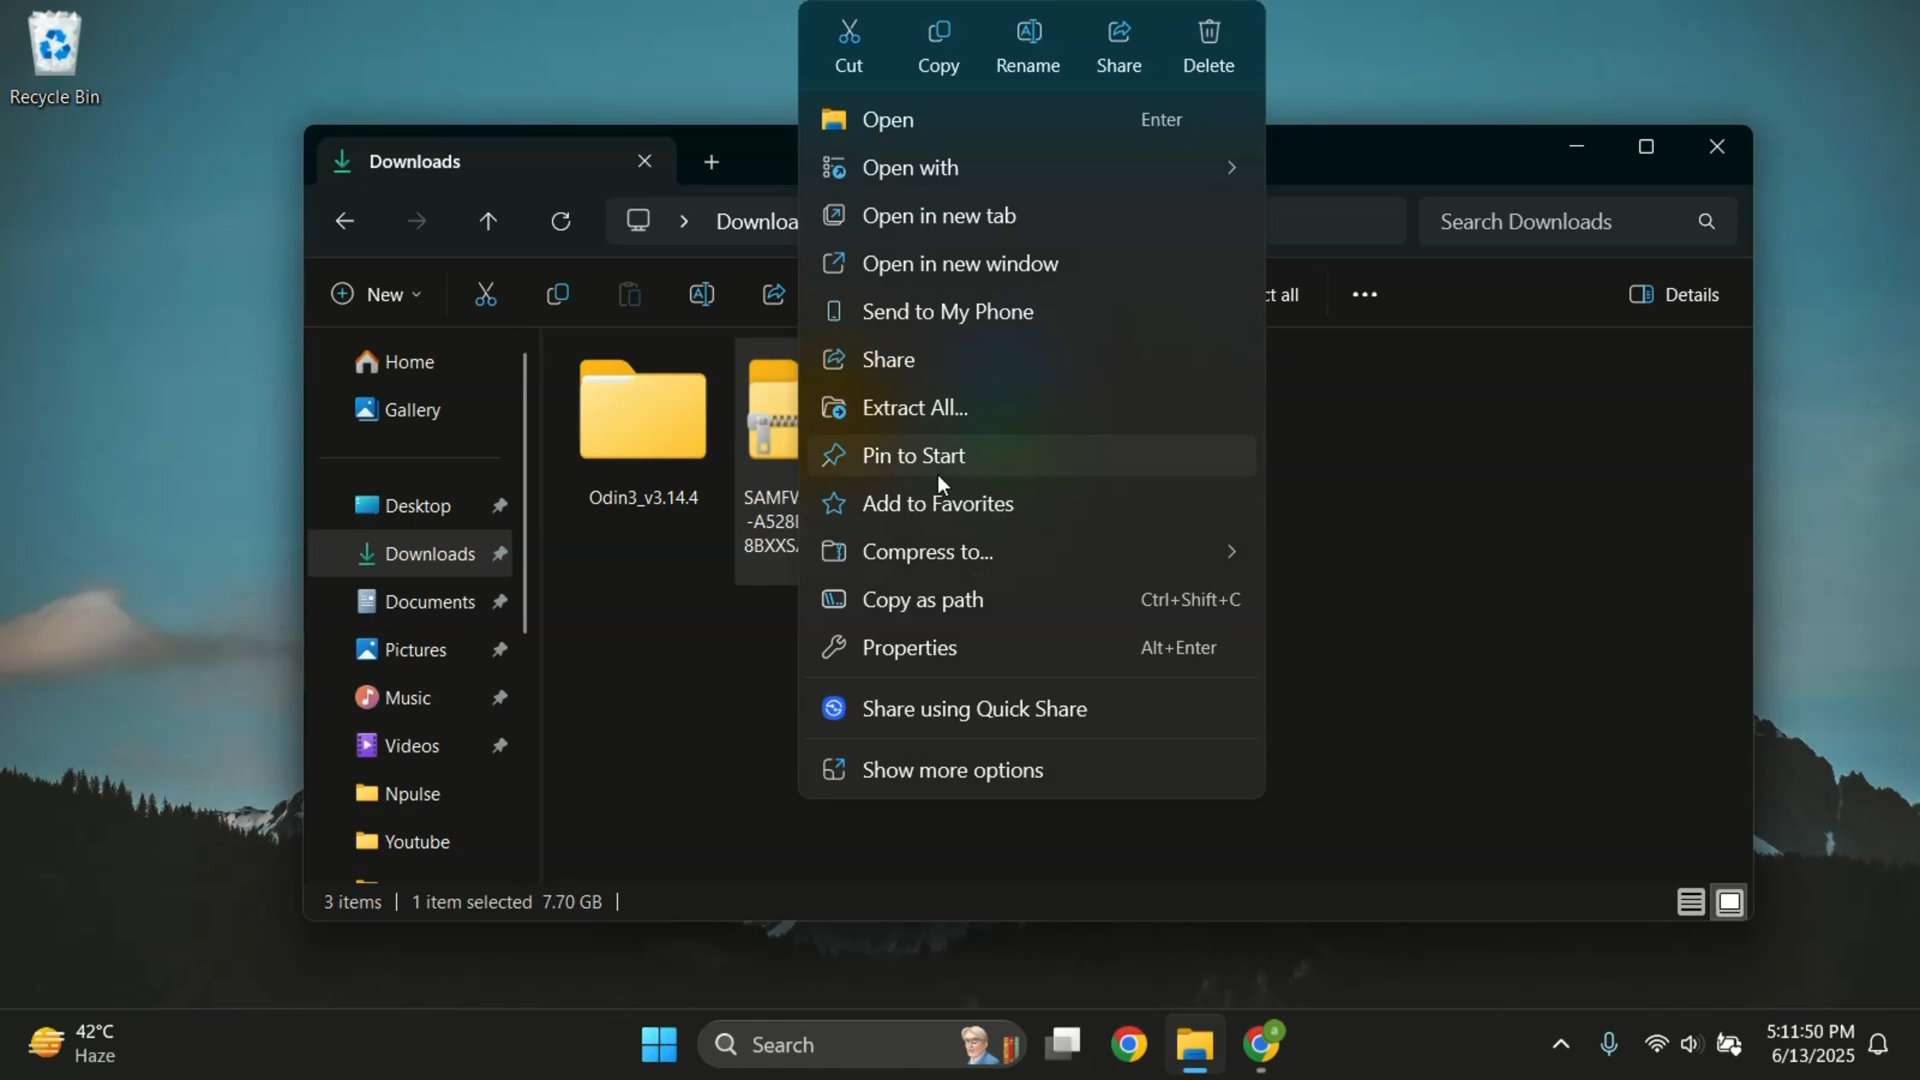 Recycle Bin
Cut
Copy
Rename
Share
Delete
Open Enter
Open with
Open in new tab
Open in new window
Send to My Phone
Share
Extract All...
Pin to Start
Add to Favorites
Compress to...
Copy as path Ctrl+Shift+C
Properties Alt+Enter
Share using Quick Share
Show more options
Downloads
Search Downloads
New
Details
Home
Gallery
Desktop
Downloads
Documents
Pictures
Music
Videos
Npulse
Youtube
Odin3_v3.14.4
3 items 1 item selected 7.70 GB
42°C
Haze
Search
5:11:50 PM
6/13/2025